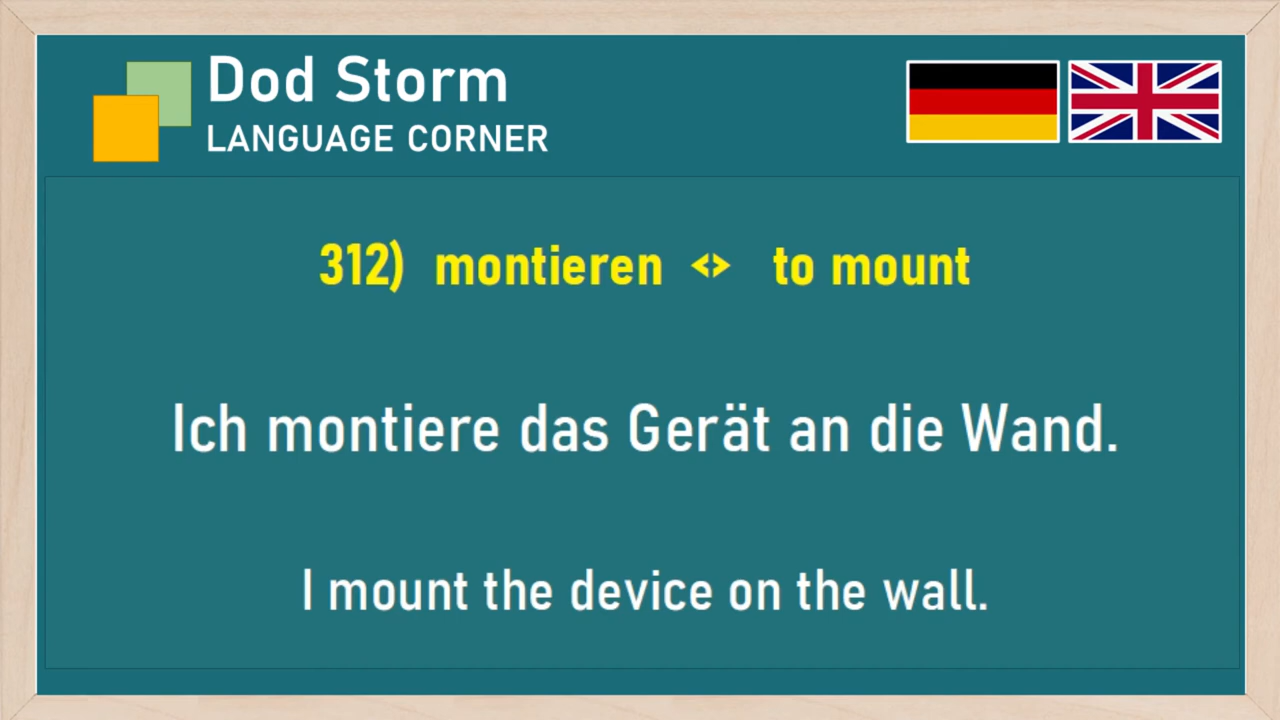 Dod Storm
LANGUAGE CORNER
312) montieren <> to mount
Ich montiere das Gerät an die Wand.
I mount the device on the wall.